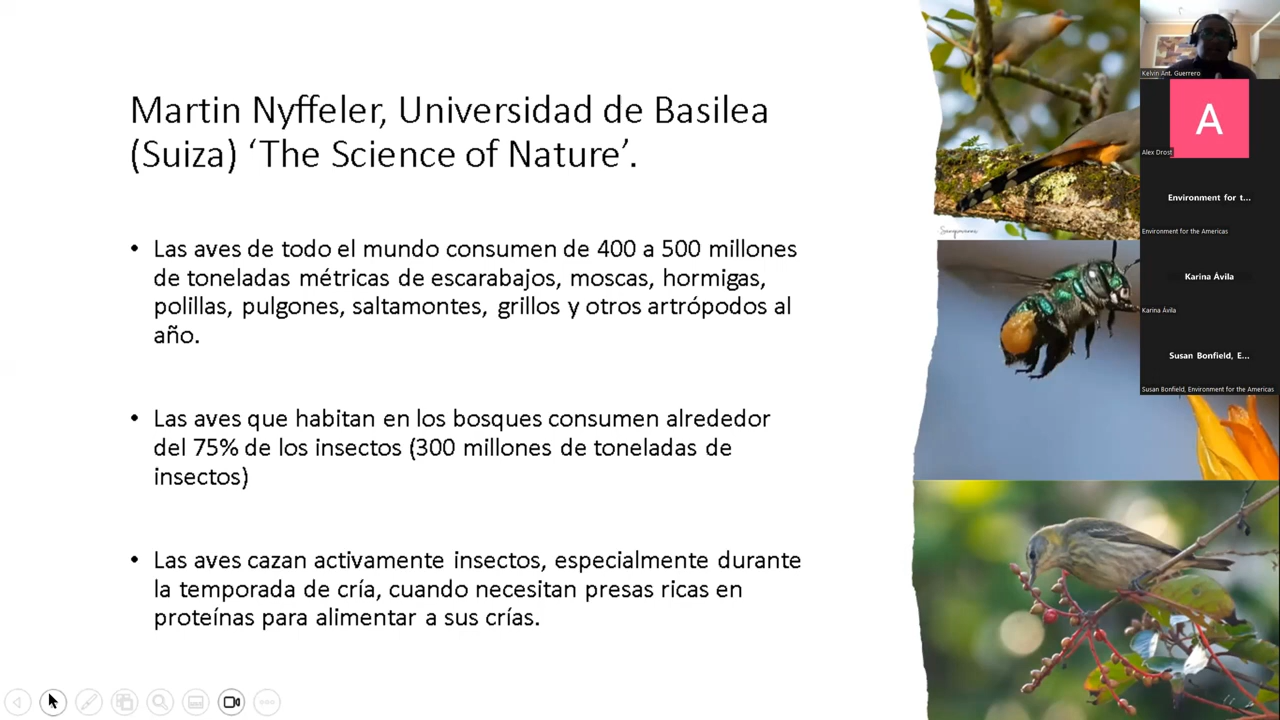 Martin Nyffeler, Universidad de Basilea
(Suiza) ‘The Science of Nature’.
• Las aves de todo el mundo consumen de 400 a 500 millones
de toneladas métricas de escarabajos, moscas, hormigas,
polillas, pulgones, saltamontes, grillos y otros artrópodos al
año.
• Las aves que habitan en los bosques consumen alrededor
del 75% de los insectos (300 millones de toneladas de
insectos)
• Las aves cazan activamente insectos, especialmente durante
la temporada de cría, cuando necesitan presas ricas en
proteínas para alimentar a sus crías.
Kelvin Ant. Guerrero
A
Alex Drost
Environment for t...
Environment for the Americas
Karina Ávila
Karina Ávila
Susan Bonfield, E...
Susan Bonfield, Environment for the Americas